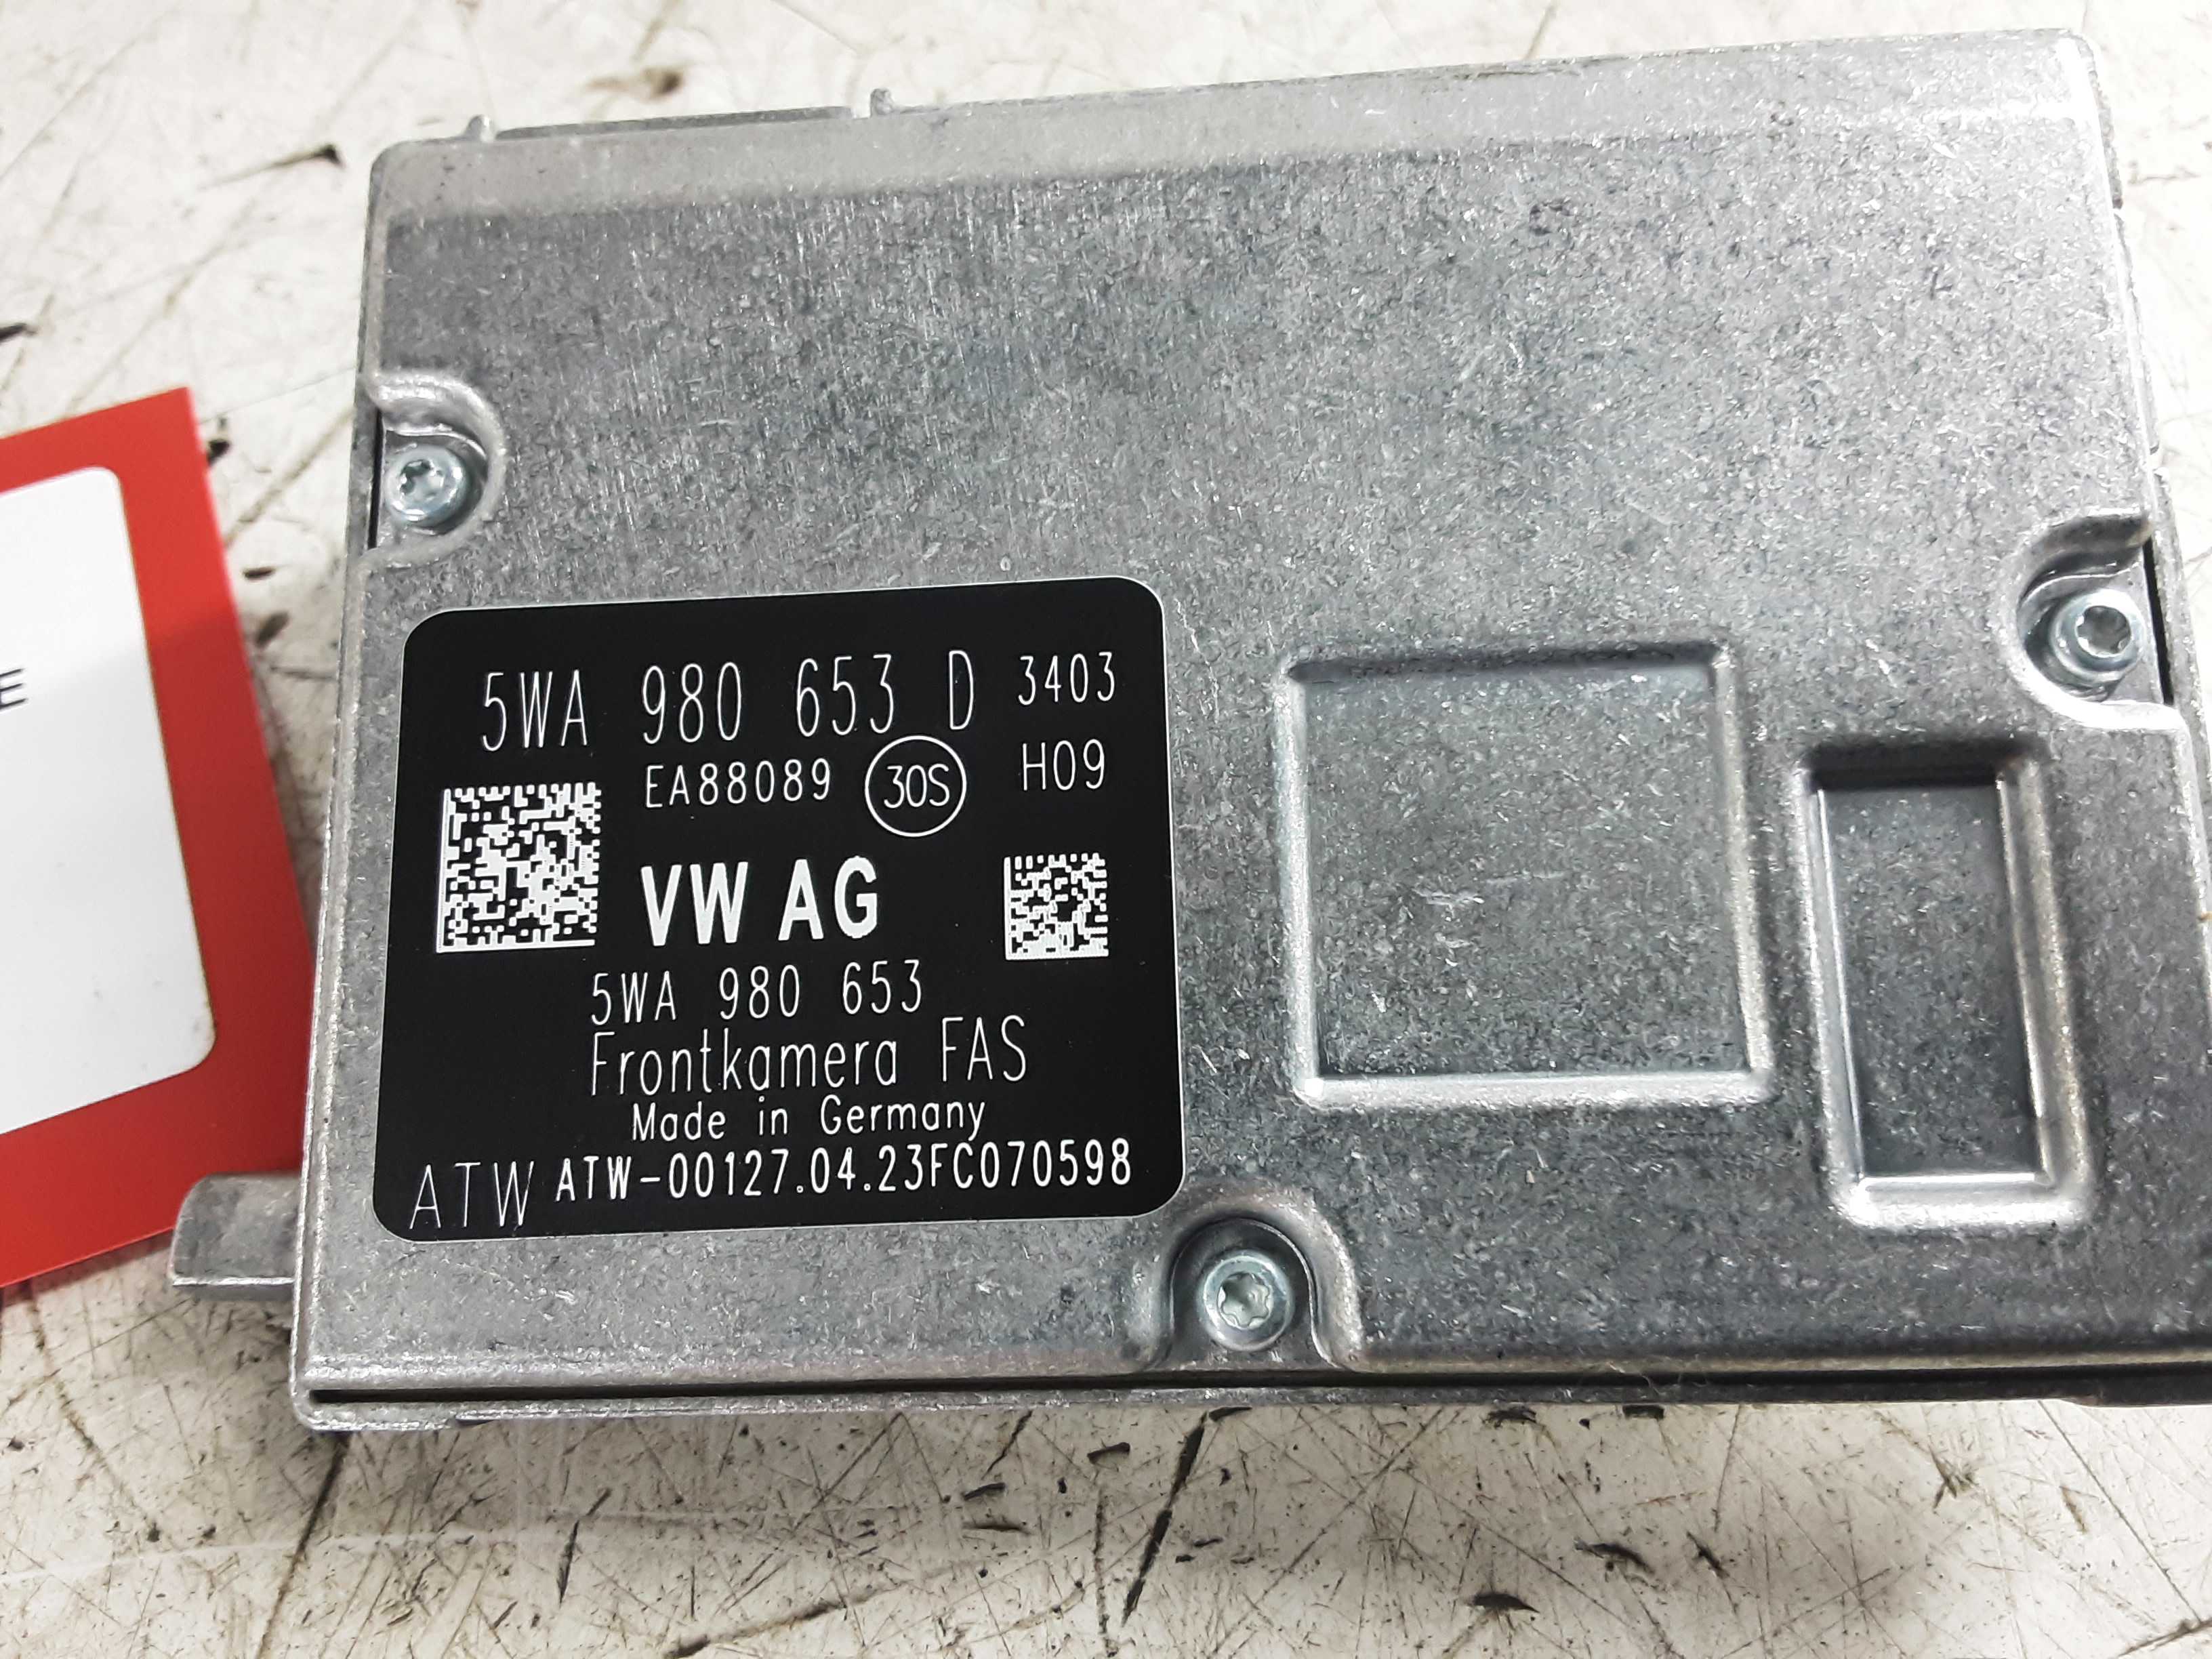 5WA 980 653 D 3403
EA88089 30S H09
VW AG
5WA 980 653
Frontkamera FAS
Made in Germany
ATW ATW-00127.04.23FC070598
E